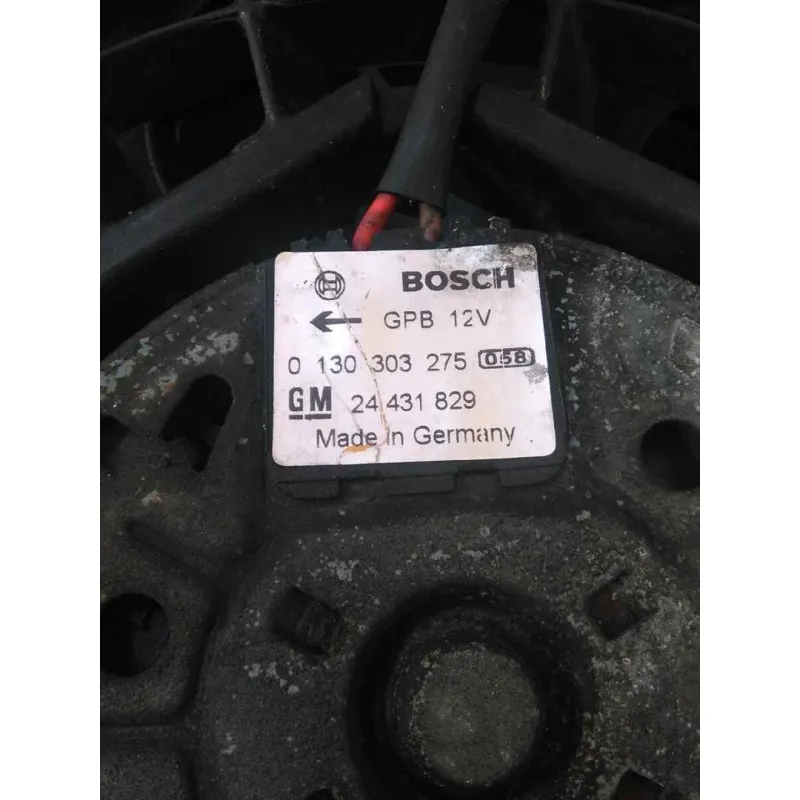 BOSCH
GPB 12V
0 130 303 275 058
GM 24 431 829
Made in Germany